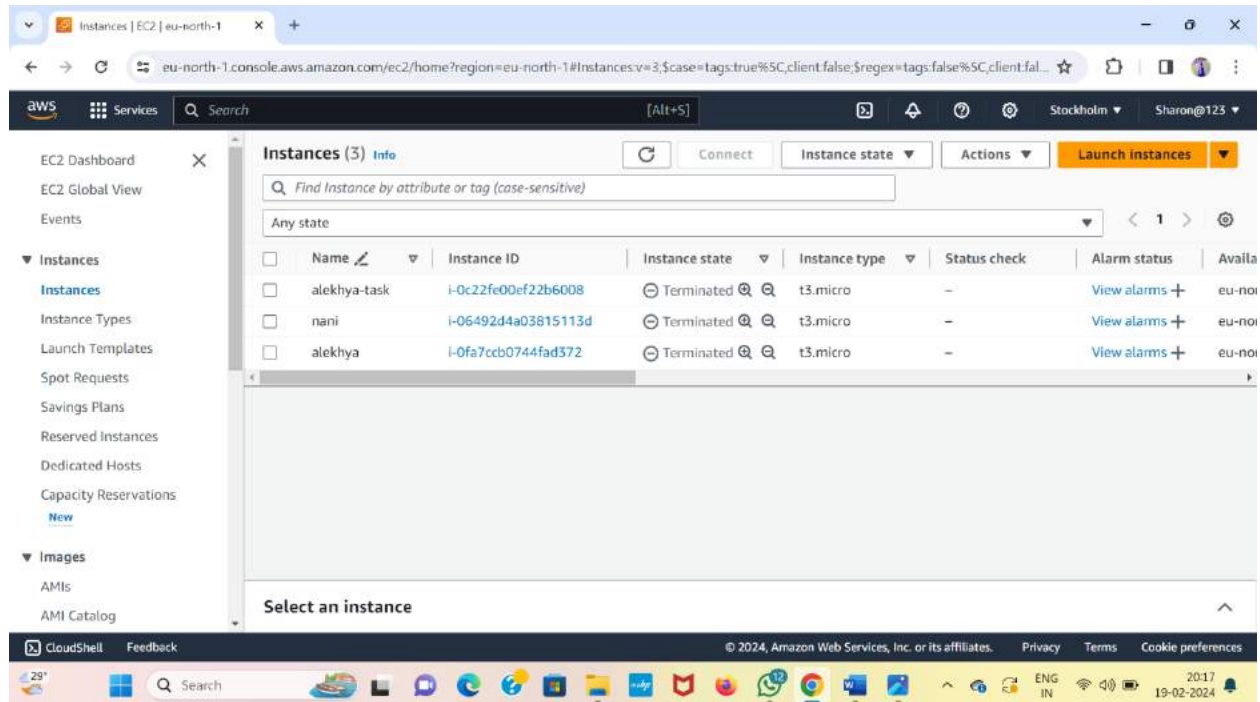 Instances | EC2 | eu-north-1
eu-north-1.console.aws.amazon.com/ec2/home?region=eu-north-1#Instances:v=3;$case=tags:true%5C,client:false;$regex=tags:false%5C,client:fal...
aws Services Search [Alt+S] Stockholm Sharon@123
EC2 Dashboard
EC2 Global View
Events
Instances
Instances
Instance Types
Launch Templates
Spot Requests
Savings Plans
Reserved Instances
Dedicated Hosts
Capacity Reservations
New
Images
AMIs
AMI Catalog
Instances (3) Info Connect Instance state Actions Launch instances
Find Instance by attribute or tag (case-sensitive)
Any state 1
Name Instance ID Instance state Instance type Status check Alarm status Availa
alekhya-task i-0c22fe00ef22b6008 Terminated t3.micro – View alarms + eu-nor
nani i-06492d4a03815113d Terminated t3.micro – View alarms + eu-nor
alekhya i-0fa7ccb0744fad372 Terminated t3.micro – View alarms + eu-nor
Select an instance
CloudShell Feedback © 2024, Amazon Web Services, Inc. or its affiliates. Privacy Terms Cookie preferences
29° Search 12 ENG 20:17
IN 19-02-2024